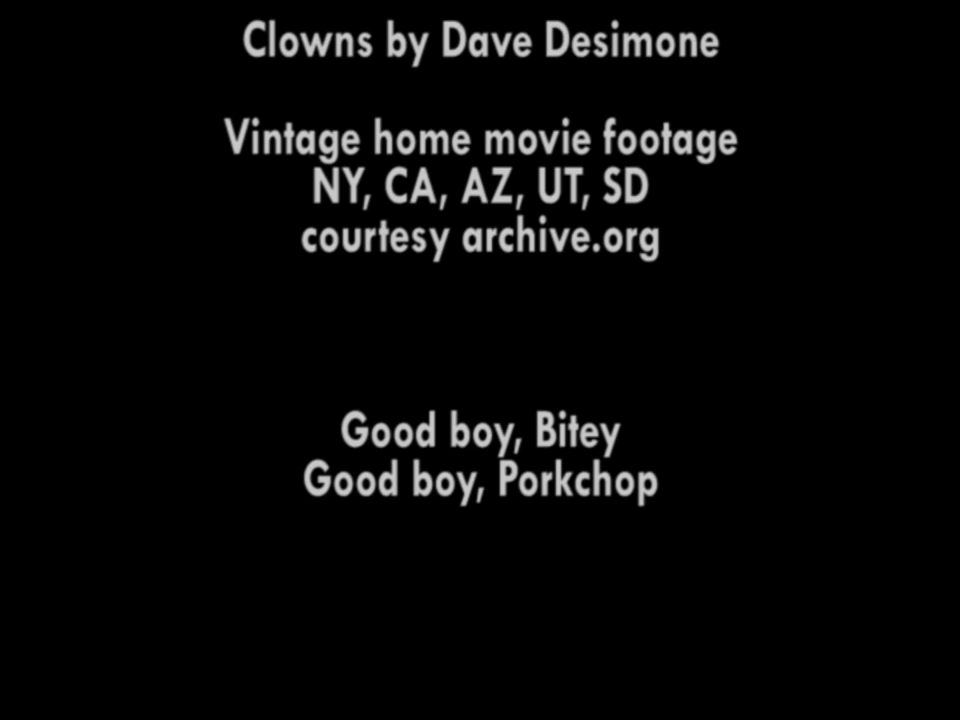 Clowns by Dave Desimone
Vintage home movie footage
NY, CA, AZ, UT, SD
courtesy archive.org
Good boy, Bitey
Good boy, Porkchop